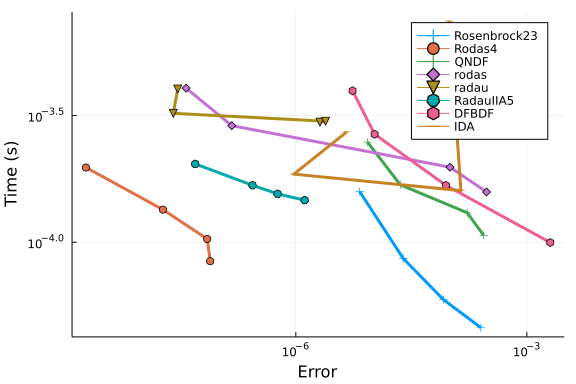 Rosenbrock23
Rodas4
QNDF
rodas
radau
RadauIIA5
DFBDF
IDA
10⁻³·⁵
10⁻⁴·⁰
Time (s)
10⁻⁶
10⁻³
Error